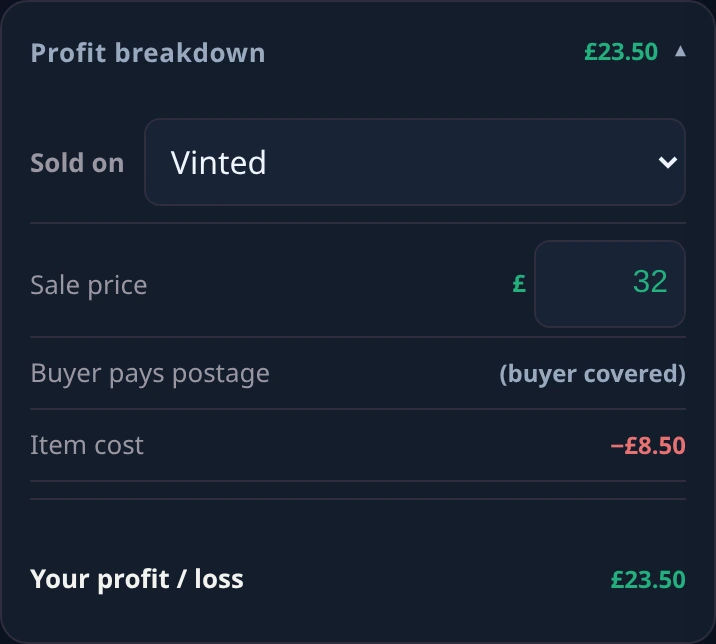 Profit breakdown £23.50 ▲
Sold on Vinted
Sale price £ 32
Buyer pays postage (buyer covered)
Item cost −£8.50
Your profit / loss £23.50